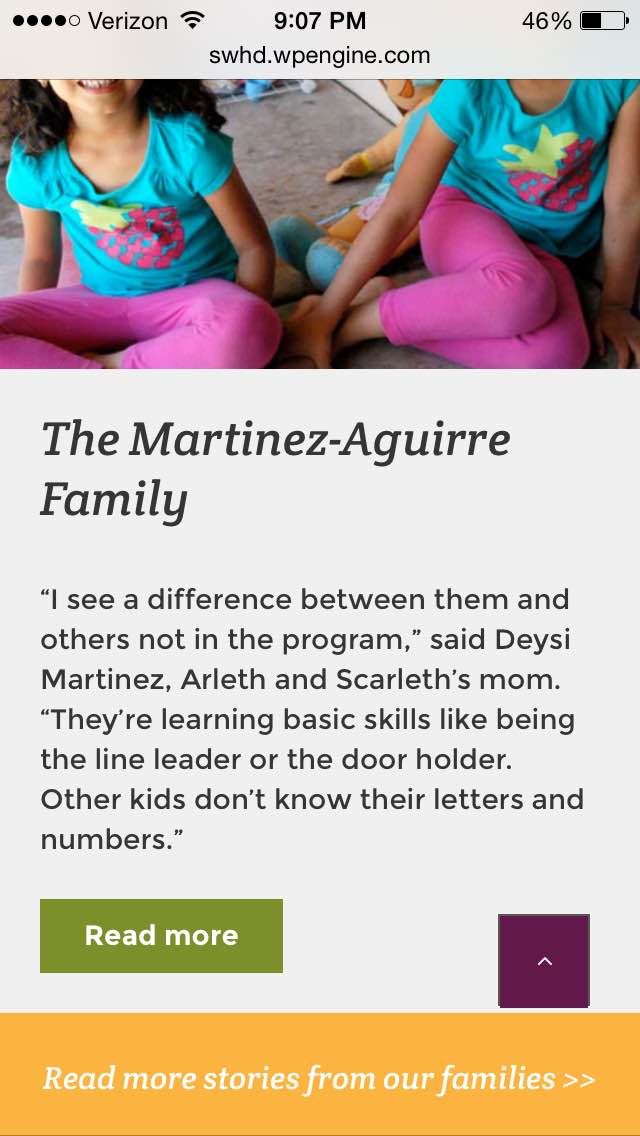 Verizon 9:07 PM 46%
swhd.wpengine.com
The Martinez-Aguirre
Family
“I see a difference between them and
others not in the program,” said Deysi
Martinez, Arleth and Scarleth’s mom.
“They’re learning basic skills like being
the line leader or the door holder.
Other kids don’t know their letters and
numbers.”
Read more
Read more stories from our families >>